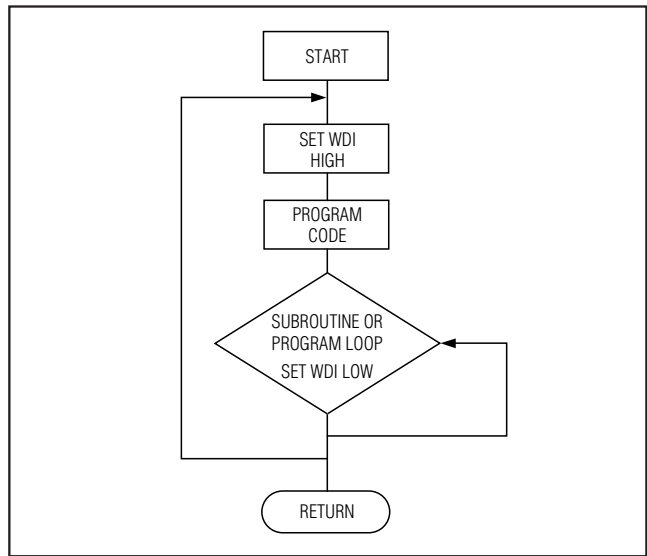 START
SET WDI
HIGH
PROGRAM
CODE
SUBROUTINE OR
PROGRAM LOOP
SET WDI LOW
RETURN